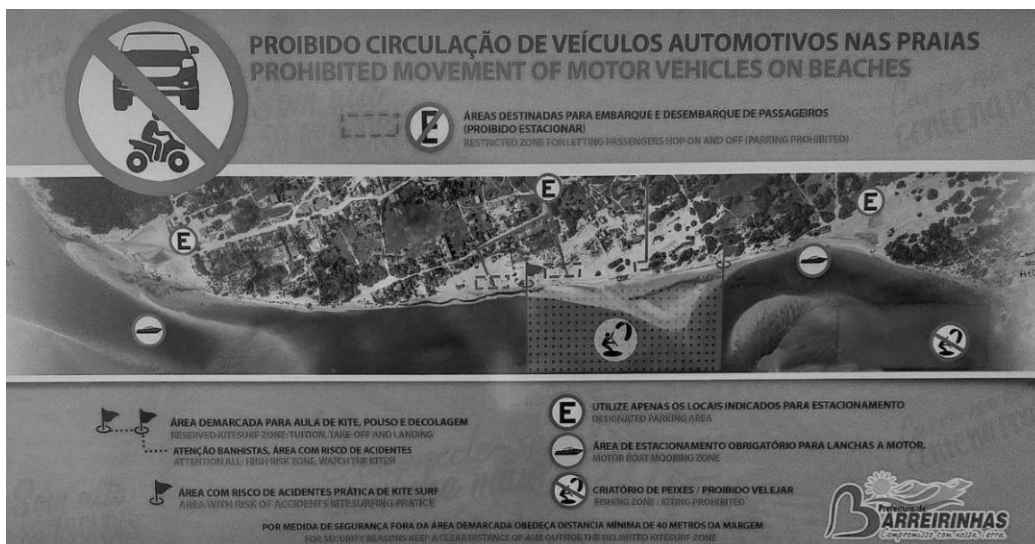 PROIBIDO CIRCULAÇÃO DE VEÍCULOS AUTOMOTIVOS NAS PRAIAS
PROHIBITED MOVEMENT OF MOTOR VEHICLES ON BEACHES
E
ÁREAS DESTINADAS PARA EMBARQUE E DESEMBARQUE DE PASSAGEIROS
(PROIBIDO ESTACIONAR)
RESTRICTED ZONE FOR LETTING PASSENGERS HOP ON AND OFF (PARKING PROHIBITED)
E
E
E
ÁREA DEMARCADA PARA AULA DE KITE, POUSO E DECOLAGEM
RESERVED KITESURF ZONE: TUITION, TAKE-OFF AND LANDING
ATENÇÃO BANHISTAS, ÁREA COM RISCO DE ACIDENTES
ATTENTION ALL: HIGH RISK ZONE, WATCH THE KITES!
ÁREA COM RISCO DE ACIDENTES PRÁTICA DE KITE SURF
AREA WITH RISK OF ACCIDENTS KITESURFING PRATICE
E
UTILIZE APENAS OS LOCAIS INDICADOS PARA ESTACIONAMENTO
DESIGNATED PARKING AREA
ÁREA DE ESTACIONAMENTO OBRIGATÓRIO PARA LANCHAS A MOTOR.
MOTOR BOAT MOORING ZONE
CRIATÓRIO DE PEIXES / PROIBIDO VELEJAR
FISHING ZONE / KITING PROHIBITED
POR MEDIDA DE SEGURANÇA FORA DA ÁREA DEMARCADA OBEDEÇA DISTANCIA MÍNIMA DE 40 METROS DA MARGEM
FOR SECURITY REASONS KEEP A CLEAR DISTANCE OF 40M OUTSIDE THE DELIMITED KITESURF ZONE
Prefeitura de
BARREIRINHAS
Compromisso com nossa Terra